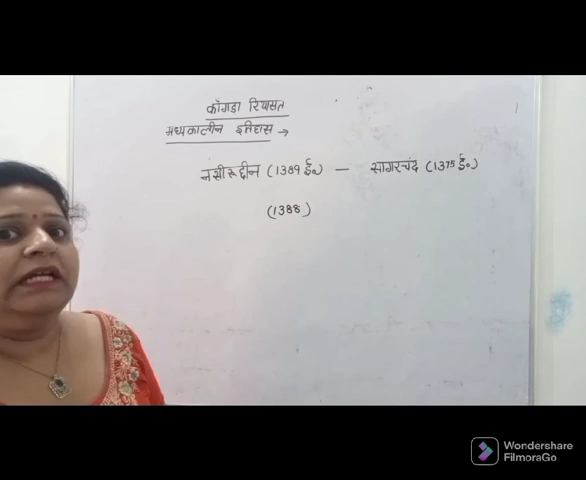 काँगडा रियासत
मध्यकालीन इतिहास →
नसीरूद्दीन (1389 ई०) — सागरचंद (1375 ई०)
(1388)
Wondershare
FilmoraGo